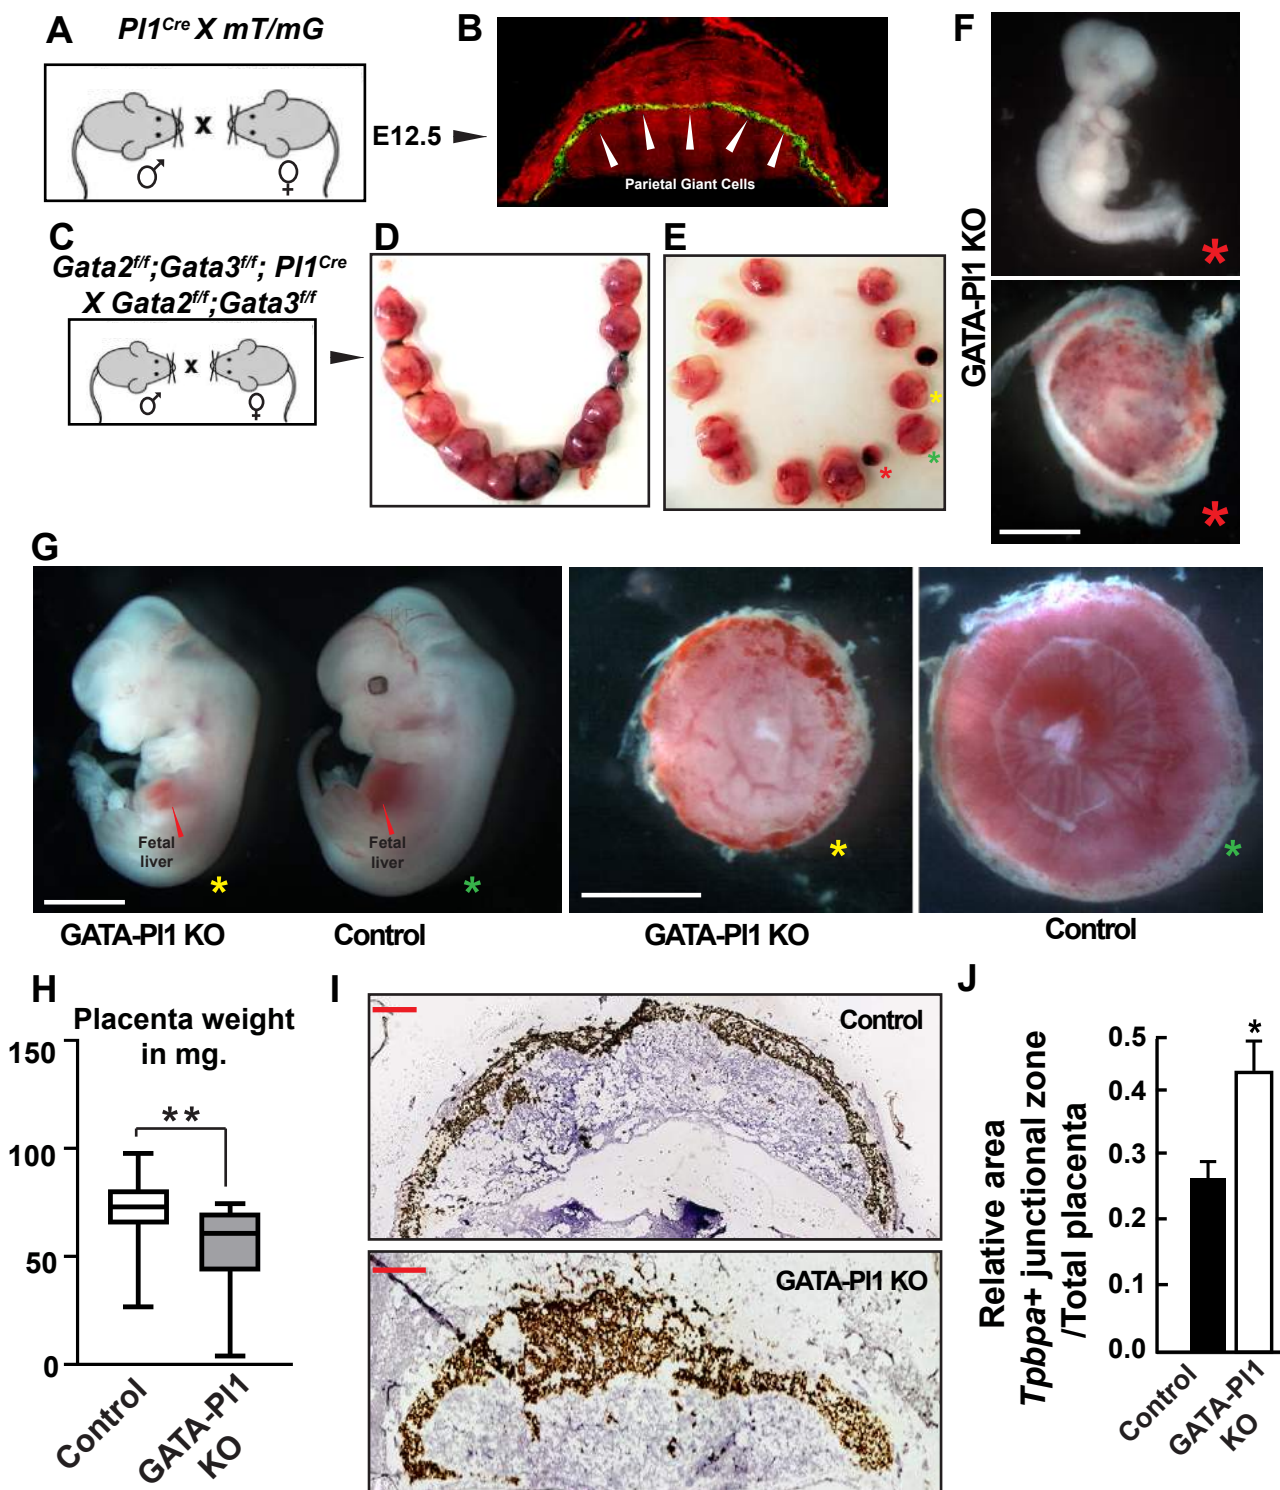 A
Pl1Cre X mT/mG
B
E12.5
Parietal Giant Cells
C
Gata2f/f;Gata3f/f; Pl1Cre
X Gata2f/f;Gata3f/f
x
♂
♀
x
♂
♀
D
E
*
*
*
F
GATA-Pl1 KO
*
*
G
Fetal
liver
*
Fetal
liver
*
*
*
GATA-Pl1 KO
Control
GATA-Pl1 KO
Control
H
Placenta weight
in mg.
150
100
50
0
**
Control
GATA-Pl1
KO
I
Control
GATA-Pl1 KO
J
Relative area
Tpbpa+ junctional zone
/Total placenta
0.5
0.4
0.3
0.2
0.1
0.0
*
Control
GATA-Pl1
KO